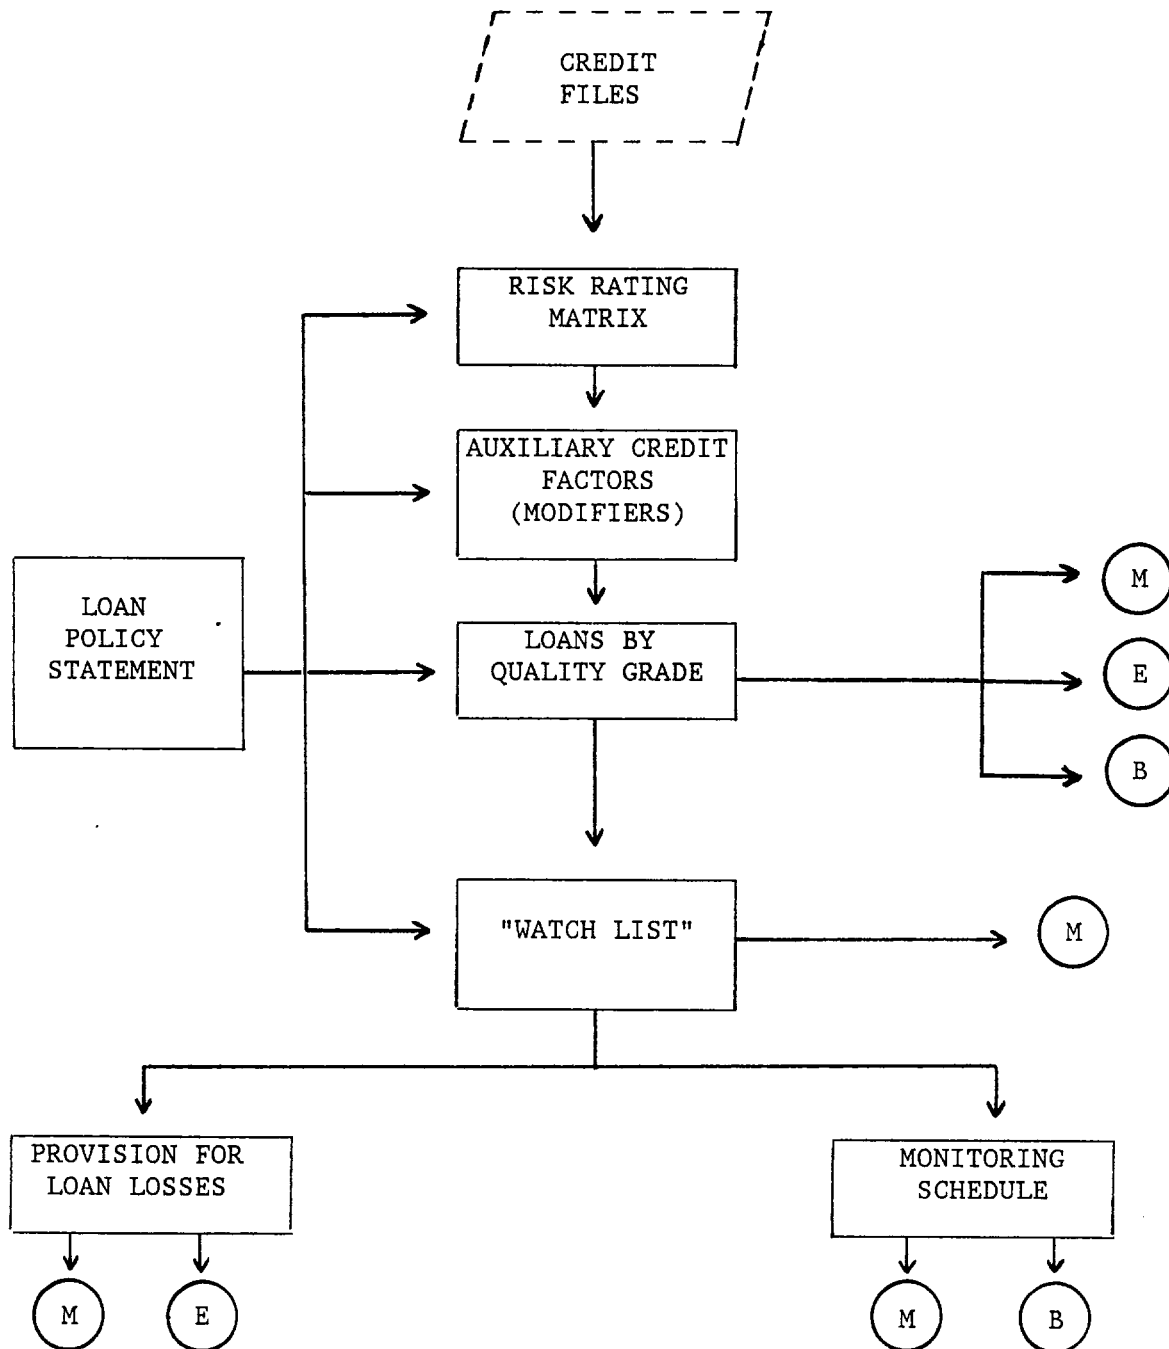 CREDIT
FILES
RISK RATING
MATRIX
AUXILIARY CREDIT
FACTORS
(MODIFIERS)
LOAN
POLICY
STATEMENT
LOANS BY
QUALITY GRADE
M
E
B
"WATCH LIST"
M
PROVISION FOR
LOAN LOSSES
MONITORING
SCHEDULE
M
E
M
B